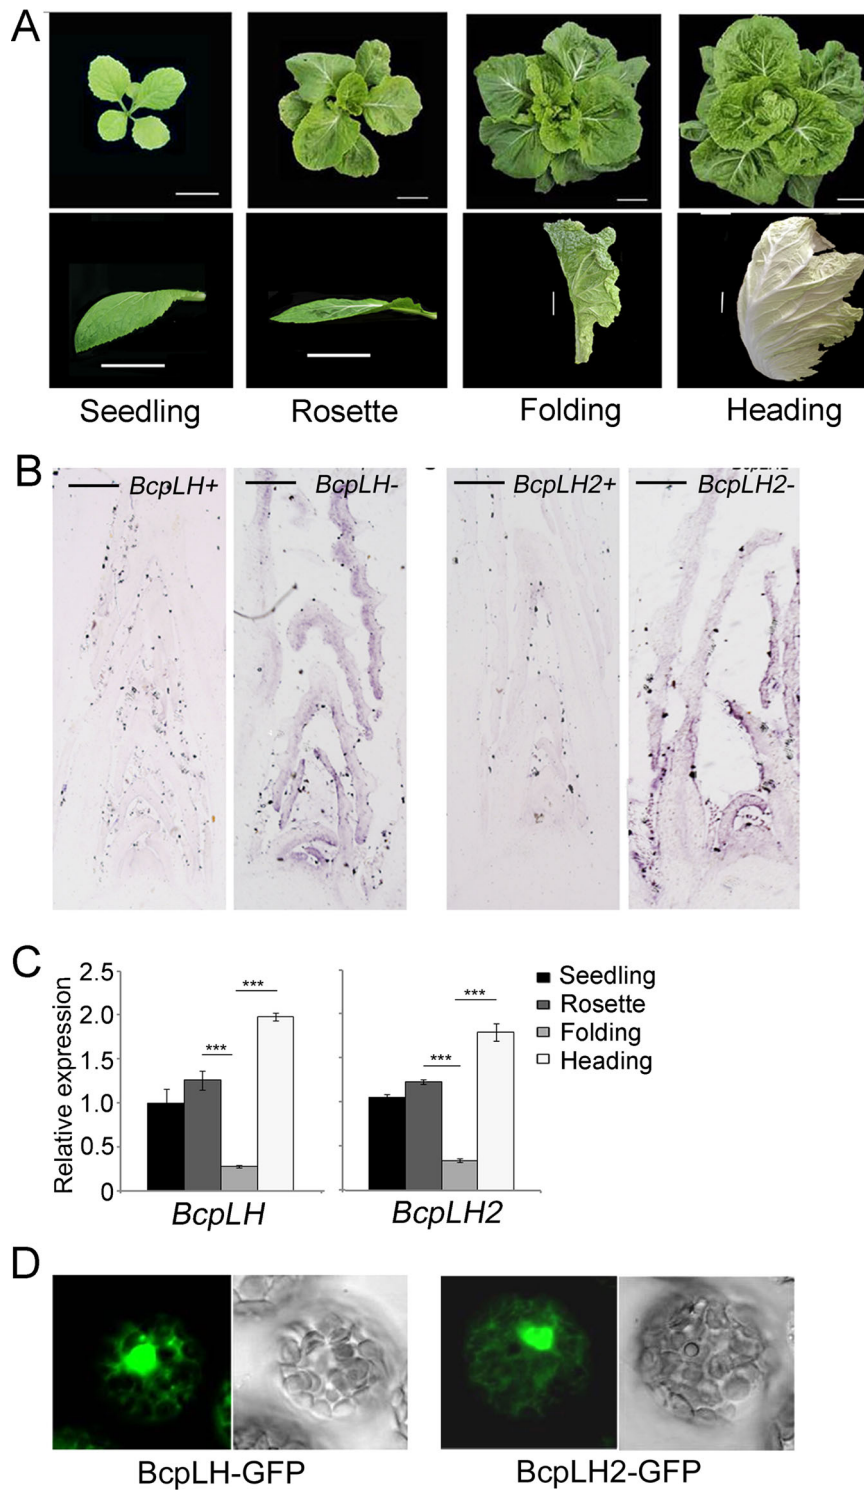 A
Seedling Rosette Folding Heading
B
BcpLH+ BcpLH- BcpLH2+ BcpLH2-
C
Relative expression
2.5
2.0
1.5
1.0
0.5
0
***
***
***
***
BcpLH
BcpLH2
Seedling
Rosette
Folding
Heading
D
BcpLH-GFP BcpLH2-GFP